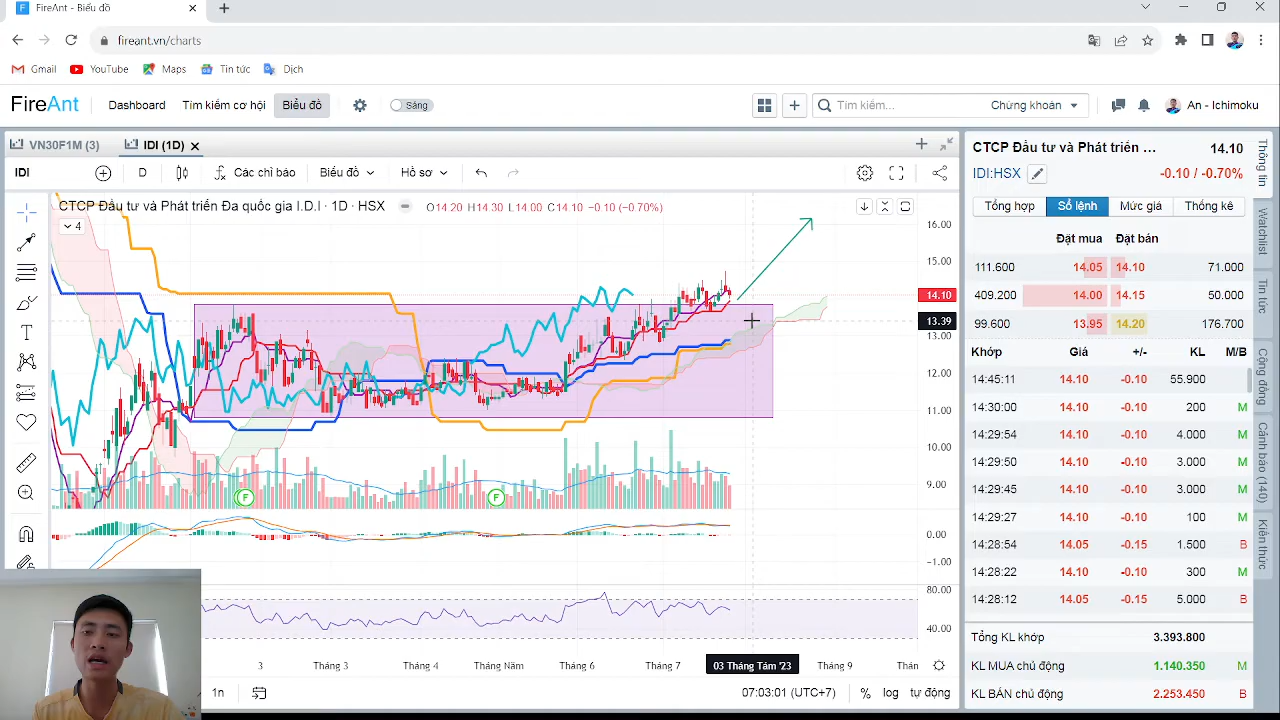 FireAnt - Biểu đồ
fireant.vn/charts
Gmail YouTube Maps Tin tức Dịch
FireAnt Dashboard Tìm kiếm cơ hội Biểu đồ Sáng Tìm kiếm... Chứng khoán An - Ichimoku
VN30F1M (3) IDI (1D)
IDI D Các chỉ báo Biểu đồ Hồ sơ
CTCP Đầu tư và Phát triển Đa quốc gia I.D.I · 1D · HSX O14.20 H14.30 L14.00 C14.10 −0.10 (−0.70%)
4
16.00
15.00
14.10
13.39
13.00
12.00
11.00
10.00
9.00
F F
0.00
−1.00
80.00
40.00
3 Tháng 3 Tháng 4 Tháng Năm Tháng 6 Tháng 7 03 Tháng Tám '23 Tháng 9 Thán
1n 07:03:01 (UTC+7) % log tự động
CTCP Đầu tư và Phát triển ... 14.10
IDI:HSX -0.10 / -0.70%
Tổng hợp Sổ lệnh Mức giá Thống kê
Đặt mua Đặt bán
111.600 14.05 14.10 71.000
409.200 14.00 14.15 50.000
99.600 13.95 14.20 176.700
Khớp Giá +/- KL M/B
14:45:11 14.10 -0.10 55.900
14:30:00 14.10 -0.10 200 M
14:29:54 14.10 -0.10 4.000 M
14:29:50 14.10 -0.10 3.000 M
14:29:45 14.10 -0.10 3.000 M
14:29:27 14.10 -0.10 100 M
14:28:54 14.05 -0.15 1.500 B
14:28:22 14.10 -0.10 300 M
14:28:12 14.05 -0.15 5.000 B
Tổng KL khớp 3.393.800
KL MUA chủ động 1.140.350 M
KL BÁN chủ động 2.253.450 B
Thông tin
Watchlist
Tin tức
Cộng đồng
Cảnh báo (140)
Kiến thức